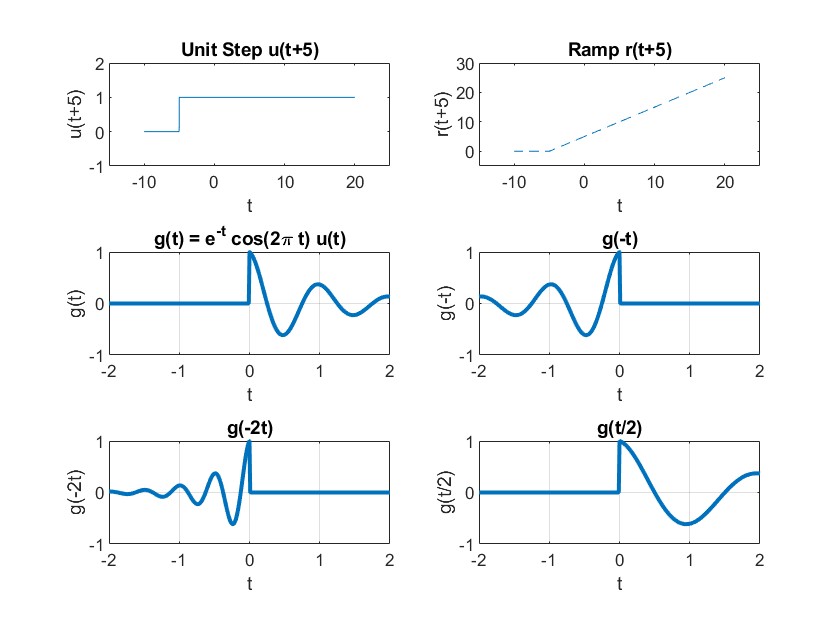 Unit Step u(t+5)
2
1
0
-1
u(t+5)
-10 0 10 20
t
Ramp r(t+5)
30
20
10
0
r(t+5)
-10 0 10 20
t
g(t) = e^-t cos(2π t) u(t)
1
0
-1
g(t)
-2 -1 0 1 2
t
g(-t)
1
0
-1
g(-t)
-2 -1 0 1 2
t
g(-2t)
1
0
-1
g(-2t)
-2 -1 0 1 2
t
g(t/2)
1
0
-1
g(t/2)
-2 -1 0 1 2
t